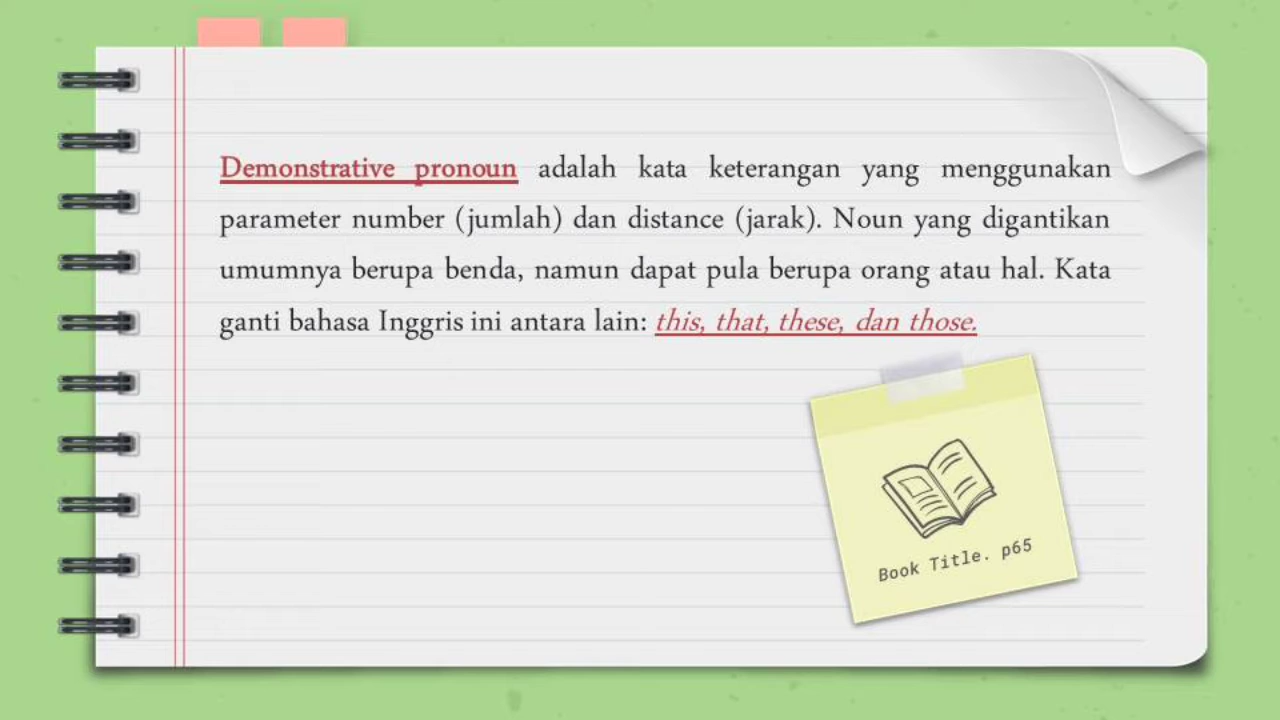 Demonstrative pronoun adalah kata keterangan yang menggunakan
parameter number (jumlah) dan distance (jarak). Noun yang digantikan
umumnya berupa benda, namun dapat pula berupa orang atau hal. Kata
ganti bahasa Inggris ini antara lain: this, that, these, dan those.
Book Title. p65